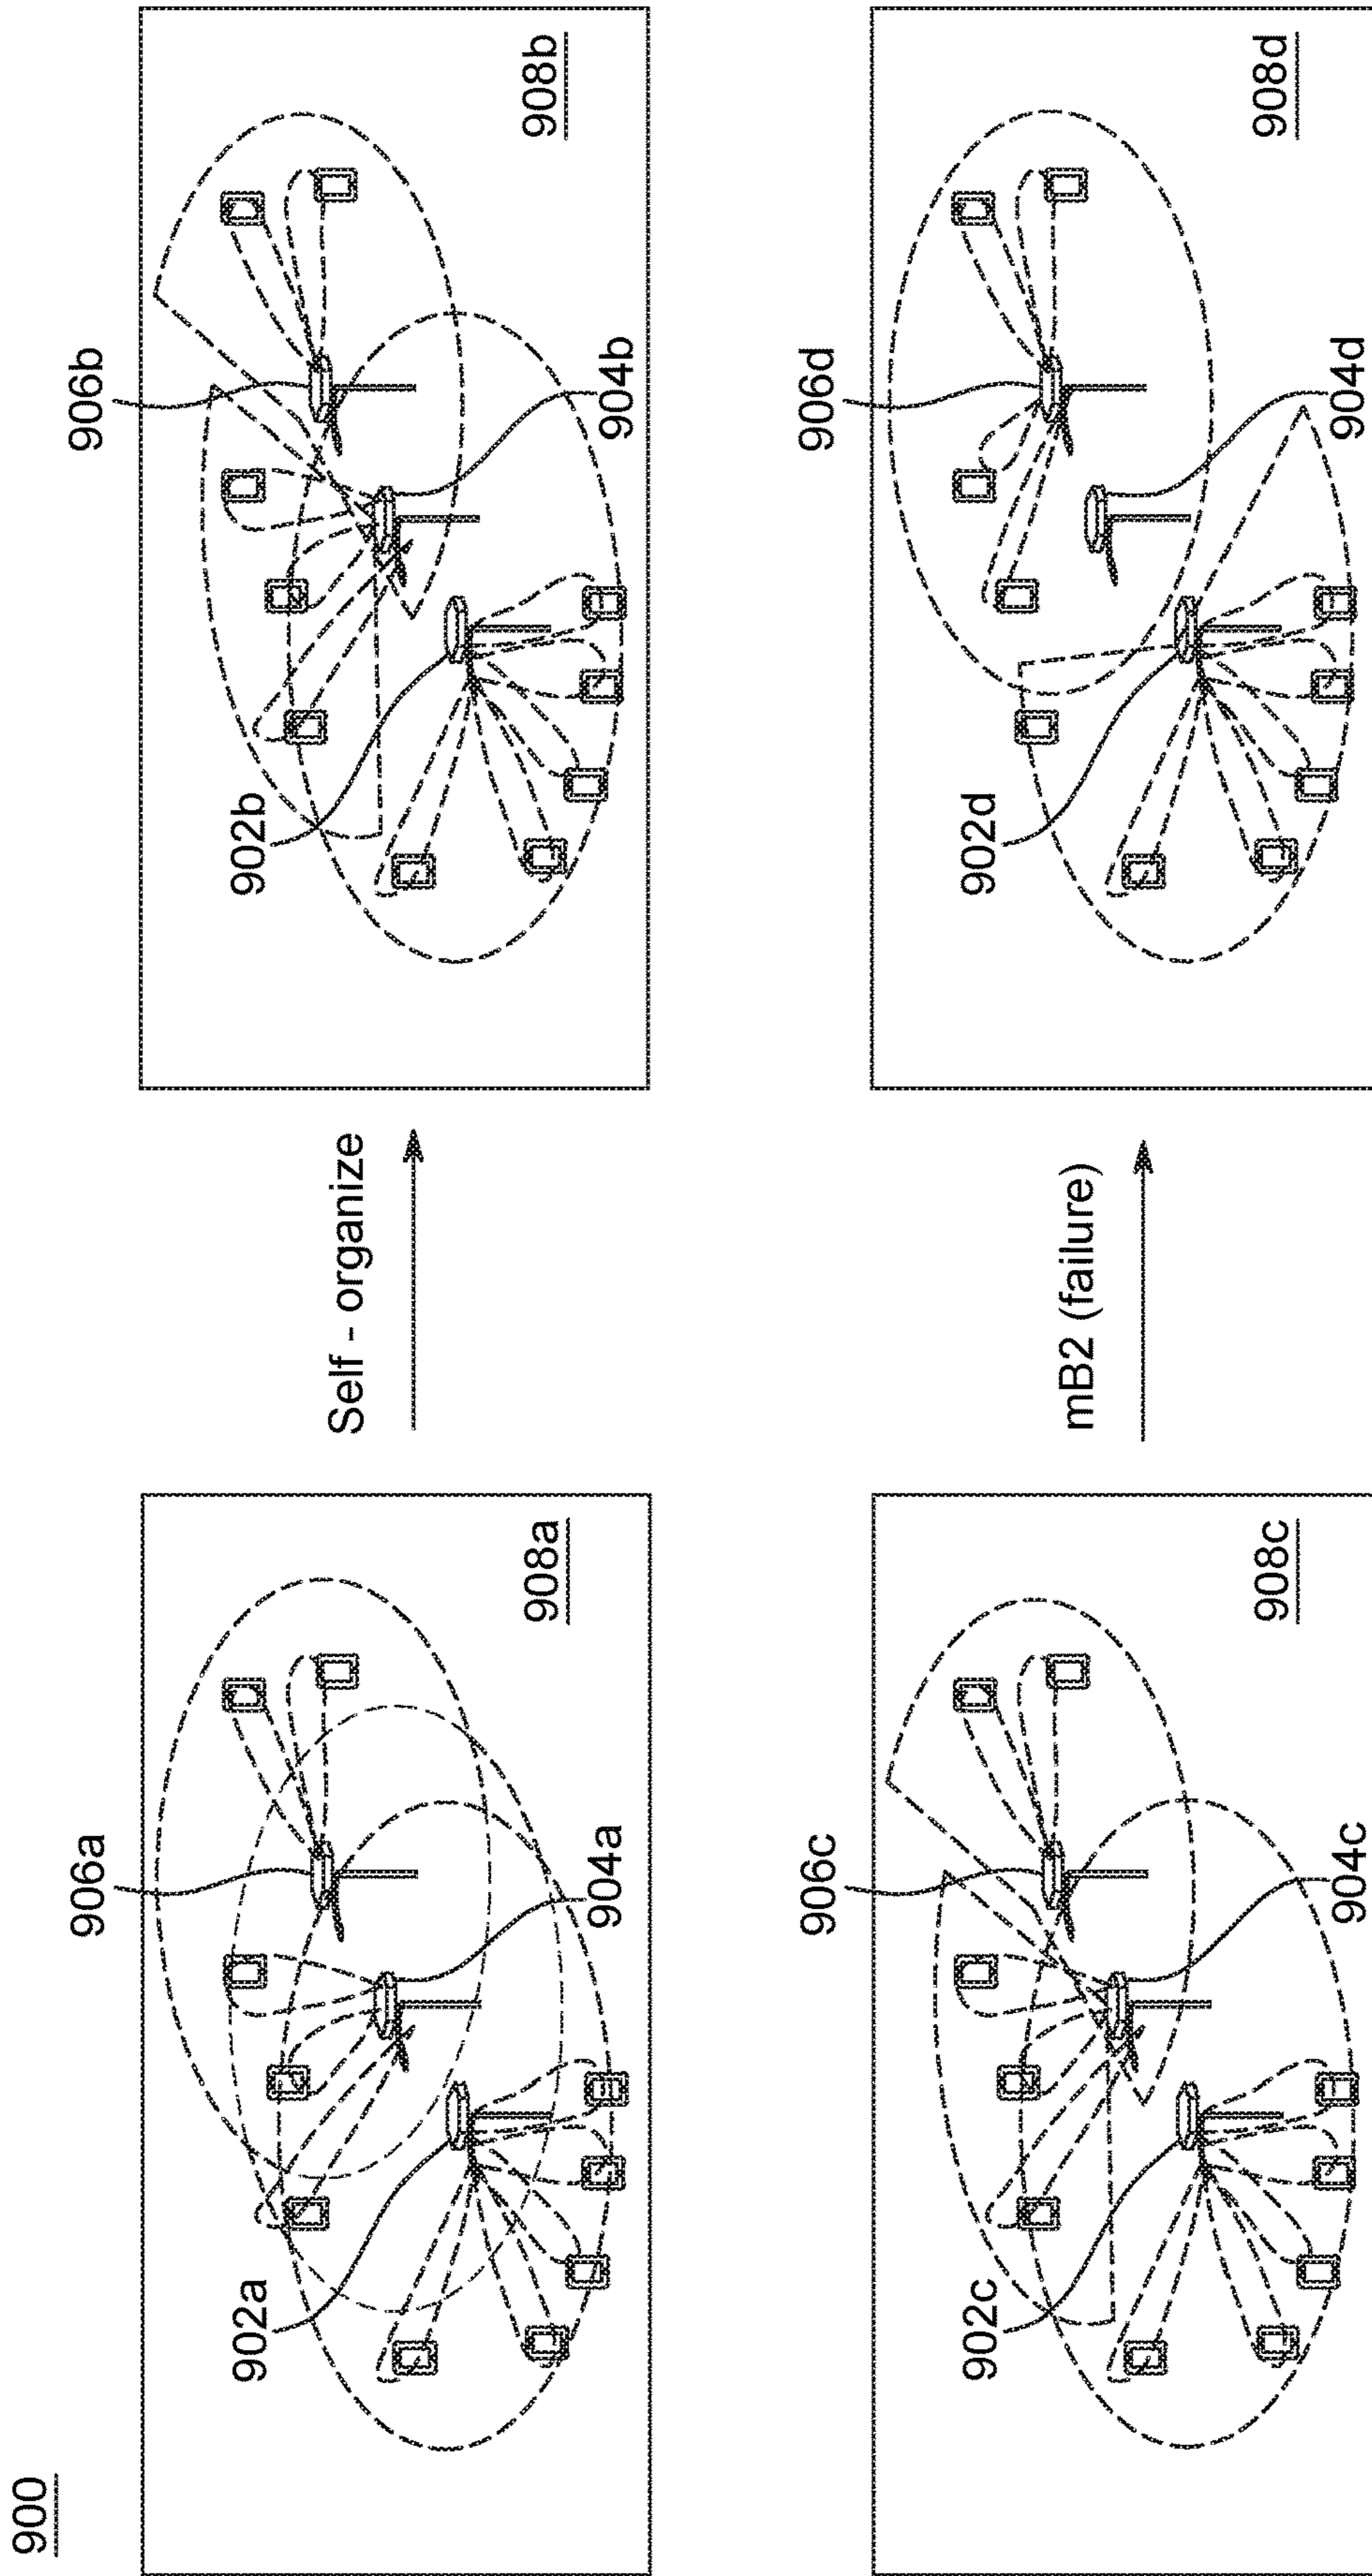 900
906a
902a
904a
908a
Self - organize
906b
902b
904b
908b
906c
902c
904c
908c
mB2 (failure)
906d
902d
904d
908d